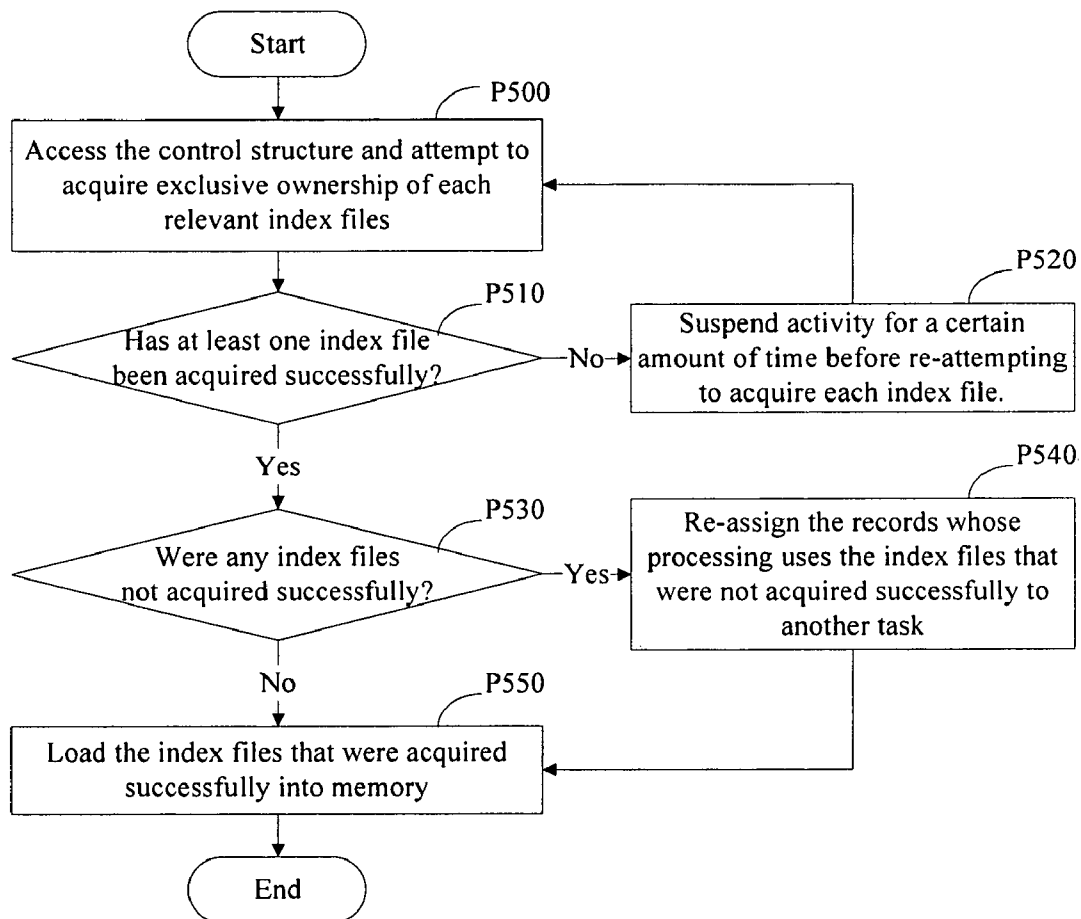 Start
P500
Access the control structure and attempt to
acquire exclusive ownership of each
relevant index files
P510
Has at least one index file
been acquired successfully?
No
P520
Suspend activity for a certain
amount of time before re-attempting
to acquire each index file.
Yes
P530
Were any index files
not acquired successfully?
Yes
P540
Re-assign the records whose
processing uses the index files that
were not acquired successfully to
another task
No
P550
Load the index files that were acquired
successfully into memory
End